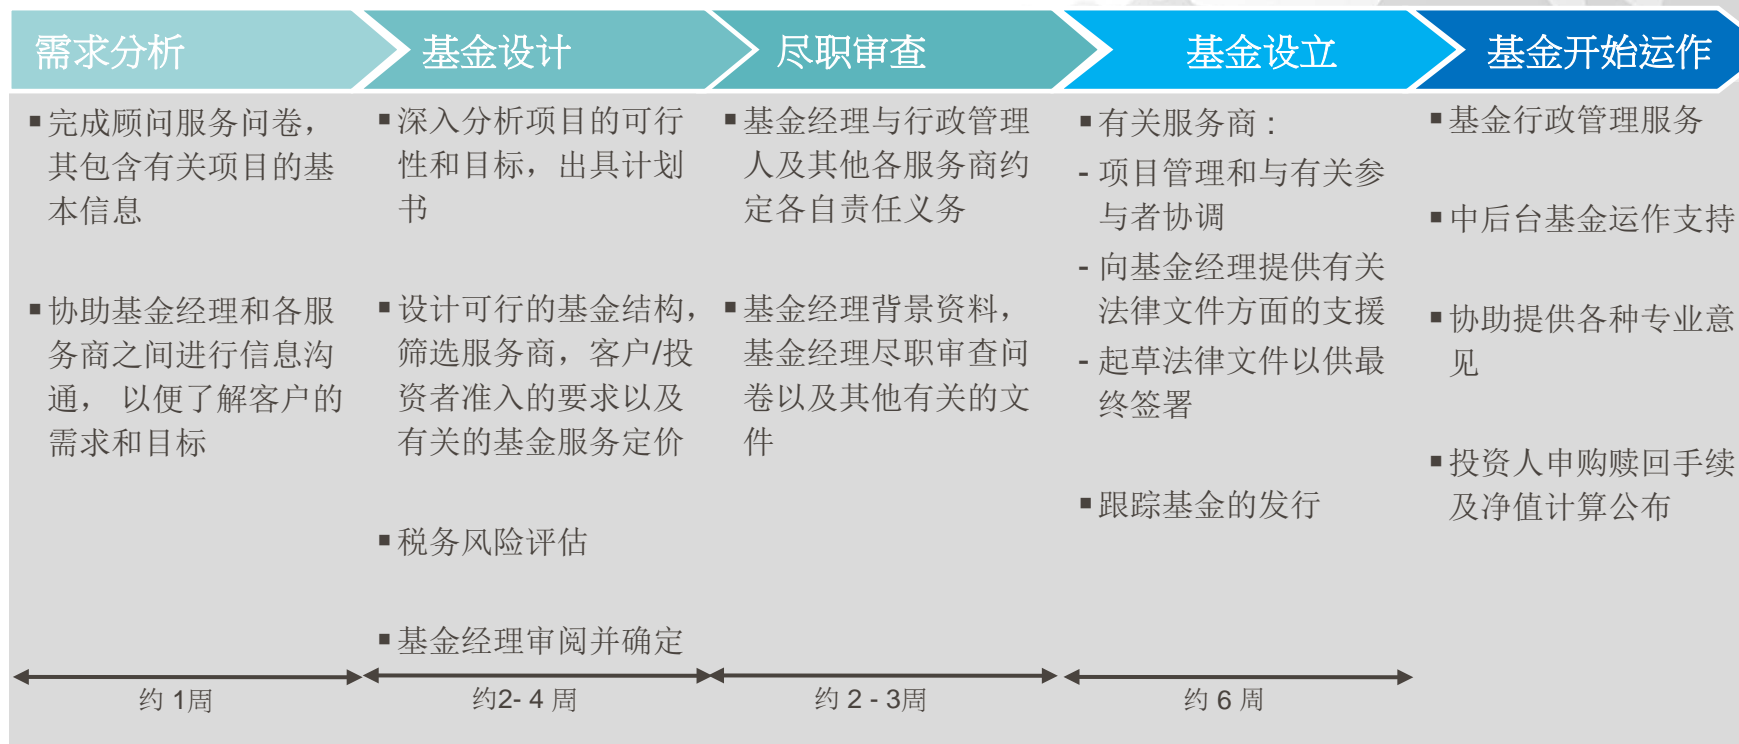 需求分析
基金设计
尽职审查
基金设立
基金开始运作
▪完成顾问服务问卷，
其包含有关项目的基
本信息
▪协助基金经理和各服
务商之间进行信息沟
通， 以便了解客户的
需求和目标
约 1周
▪深入分析项目的可行
性和目标，出具计划
书
▪设计可行的基金结构，
筛选服务商，客户/投
资者准入的要求以及
有关的基金服务定价
▪税务风险评估
▪基金经理审阅并确定
约2- 4 周
▪基金经理与行政管理
人及其他各服务商约
定各自责任义务
▪基金经理背景资料，
基金经理尽职审查问
卷以及其他有关的文
件
约 2 - 3周
▪有关服务商：
- 项目管理和与有关参
与者协调
- 向基金经理提供有关
法律文件方面的支援
- 起草法律文件以供最
终签署
▪跟踪基金的发行
约 6 周
▪基金行政管理服务
▪中后台基金运作支持
▪协助提供各种专业意
见
▪投资人申购赎回手续
及净值计算公布